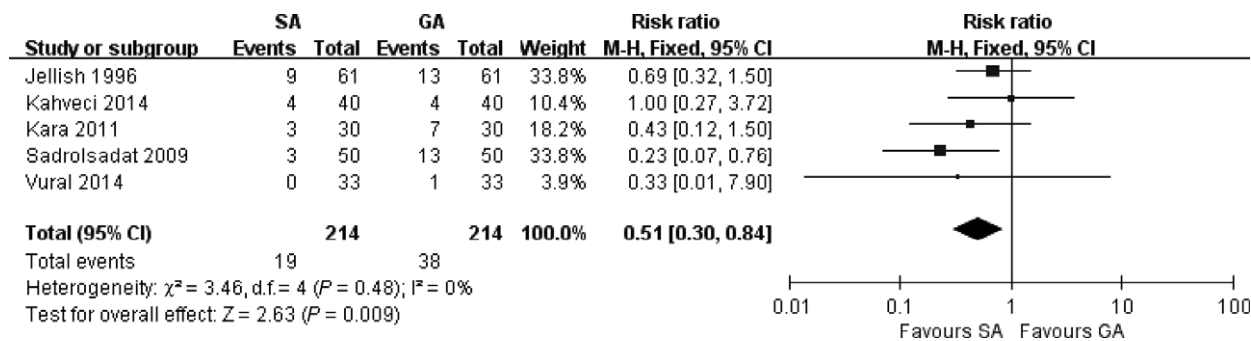 SA GA Risk ratio Risk ratio
Study or subgroup Events Total Events Total Weight M-H, Fixed, 95% CI M-H, Fixed, 95% CI
Jellish 1996 9 61 13 61 33.8% 0.69 [0.32, 1.50]
Kahveci 2014 4 40 4 40 10.4% 1.00 [0.27, 3.72]
Kara 2011 3 30 7 30 18.2% 0.43 [0.12, 1.50]
Sadrolsadat 2009 3 50 13 50 33.8% 0.23 [0.07, 0.76]
Vural 2014 0 33 1 33 3.9% 0.33 [0.01, 7.90]
Total (95% CI) 214 214 100.0% 0.51 [0.30, 0.84]
Total events 19 38
Heterogeneity: χ² = 3.46, d.f.= 4 (P = 0.48); I² = 0%
Test for overall effect: Z = 2.63 (P = 0.009)
0.01 0.1 1 10 100
Favours SA Favours GA